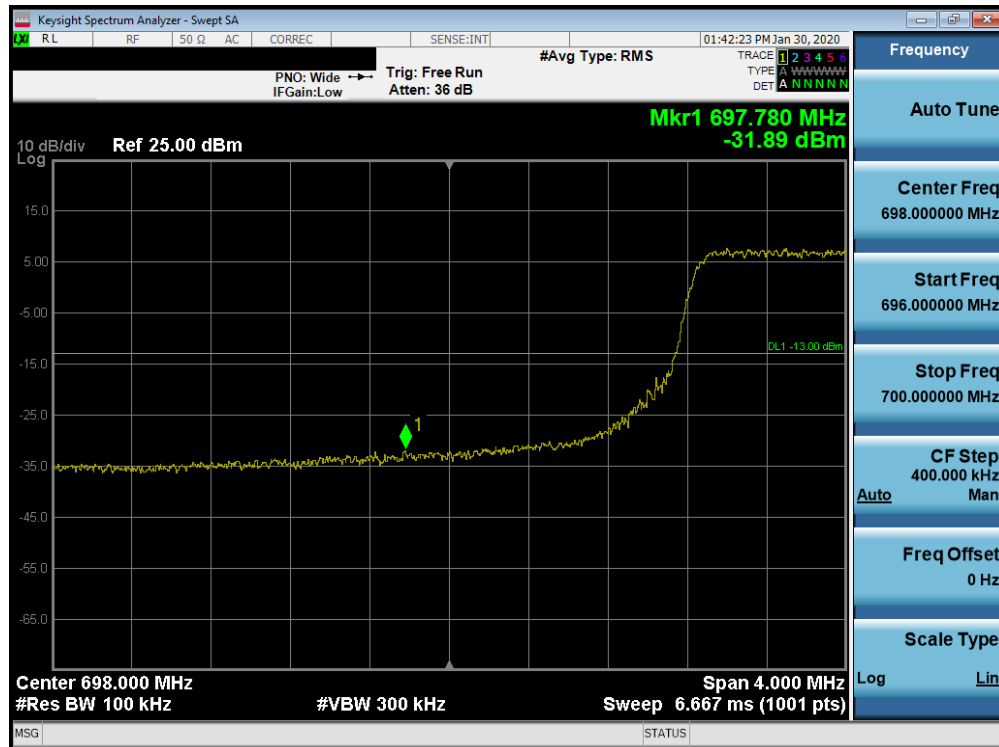 Keysight Spectrum Analyzer - Swept SA
LXI RL RF 50 Ω AC CORREC SENSE:INT 01:42:23 PM Jan 30, 2020
#Avg Type: RMS
TRACE 1 2 3 4 5 6
TYPE A WWWWW
DET A N N N N N
PNO: Wide
IFGain:Low
Trig: Free Run
Atten: 36 dB
Mkr1 697.780 MHz
-31.89 dBm
10 dB/div
Log
Ref 25.00 dBm
15.0
5.00
-5.00
-15.0
-25.0
-35.0
-45.0
-55.0
-65.0
DL1 -13.00 dBm
1
Center 698.000 MHz
Span 4.000 MHz
#Res BW 100 kHz
#VBW 300 kHz
Sweep 6.667 ms (1001 pts)
MSG
STATUS
Frequency
Auto Tune
Center Freq
698.000000 MHz
Start Freq
696.000000 MHz
Stop Freq
700.000000 MHz
CF Step
400.000 kHz
Auto Man
Freq Offset
0 Hz
Scale Type
Log Lin